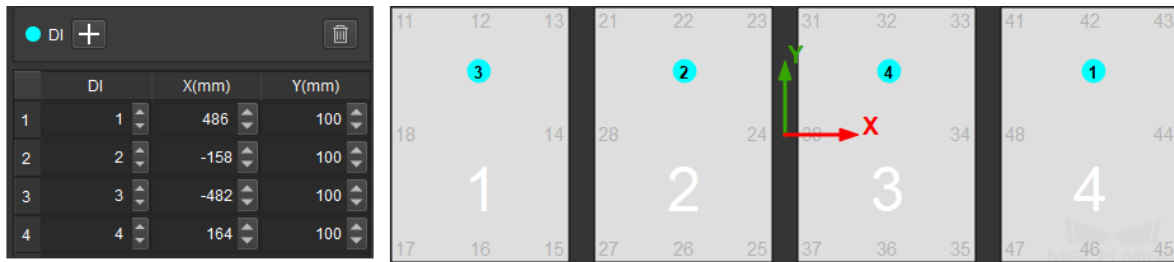 DI
DI X(mm) Y(mm)
1 1 486 100
2 2 -158 100
3 3 -482 100
4 4 164 100
11 12 13 21 22 23 31 32 33 41 42 43
Y
3 2 4 1
18 14 28 24 38 X 34 48 44
1 2 3 4
17 16 15 27 26 25 37 36 35 47 46 45